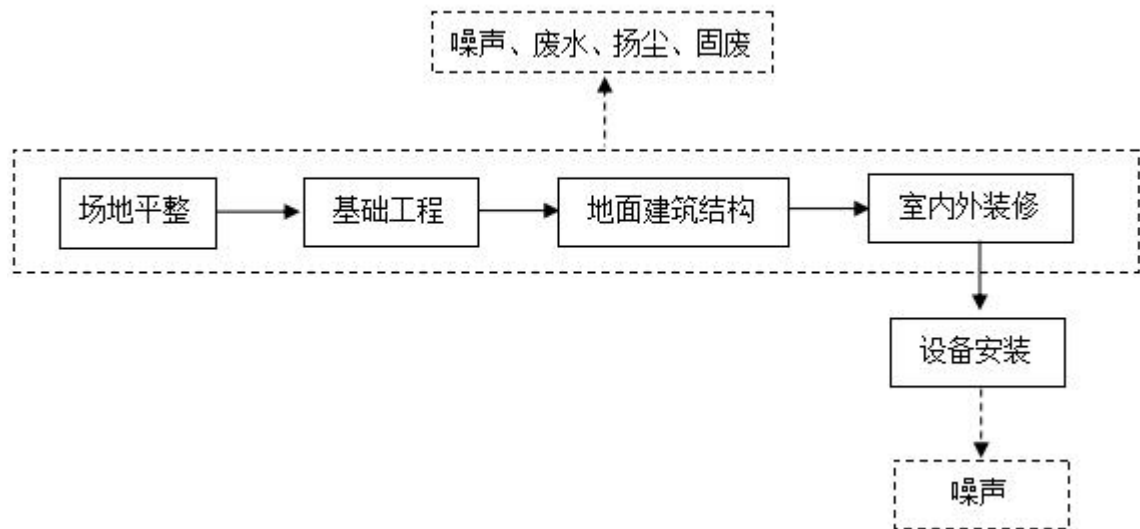 噪声、废水、扬尘、固废
场地平整
基础工程
地面建筑结构
室内外装修
设备安装
噪声